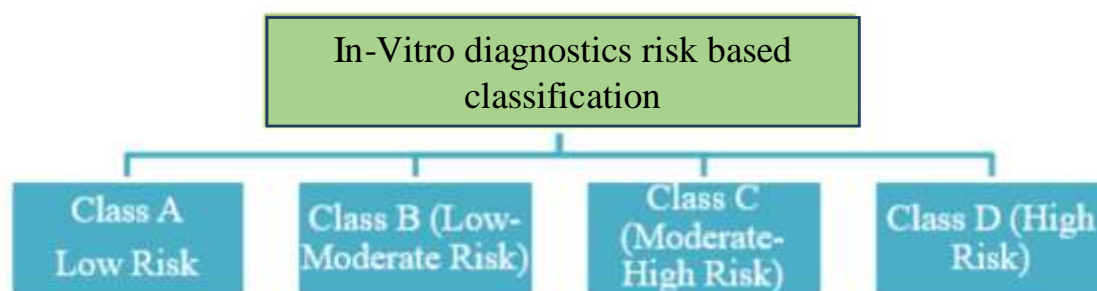 In-Vitro diagnostics risk based
classification
Class A
Low Risk
Class B (Low-
Moderate Risk)
Class C
(Moderate-
High Risk)
Class D (High
Risk)